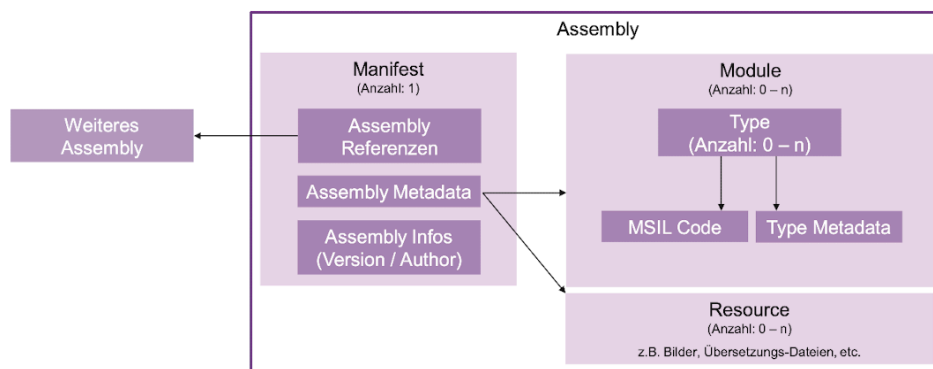 Assembly
Manifest
(Anzahl: 1)
Assembly
Referenzen
Assembly Metadata
Assembly Infos
(Version / Author)
Weiteres
Assembly
Module
(Anzahl: 0 – n)
Type
(Anzahl: 0 – n)
MSIL Code
Type Metadata
Resource
(Anzahl: 0 – n)
z.B. Bilder, Übersetzungs-Dateien, etc.